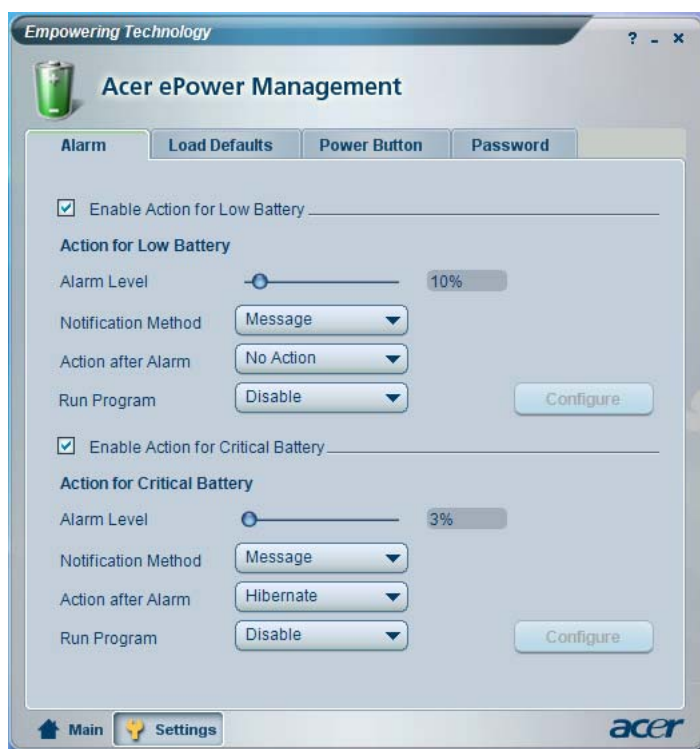 Empowering Technology
? - ×
Acer ePower Management
Alarm Load Defaults Power Button Password
Enable Action for Low Battery
Action for Low Battery
Alarm Level 10%
Notification Method Message
Action after Alarm No Action
Run Program Disable Configure
Enable Action for Critical Battery
Action for Critical Battery
Alarm Level 3%
Notification Method Message
Action after Alarm Hibernate
Run Program Disable Configure
Main Settings acer